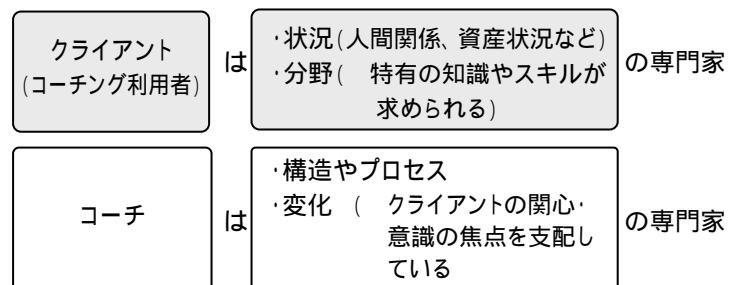 クライアント
(コーチング利用者)
は
・状況(人間関係、資産状況など)
・分野( 特有の知識やスキルが
求められる)
の専門家
コーチ
は
・構造やプロセス
・変化 ( クライアントの関心・
意識の焦点を支配し
ている
の専門家